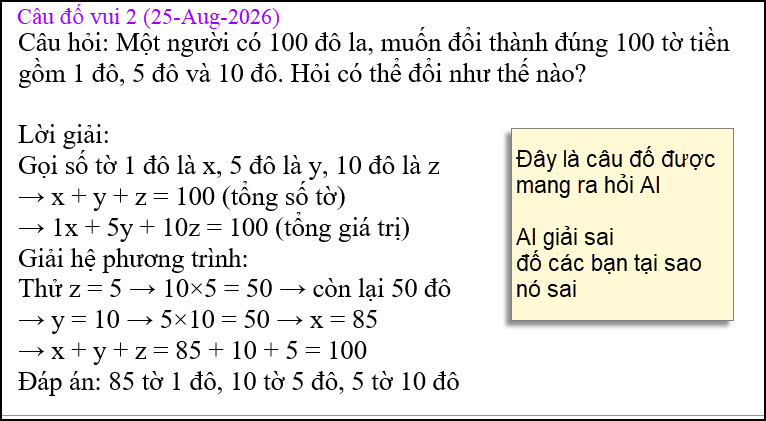 Câu đố vui 2 (25-Aug-2026)
Câu hỏi: Một người có 100 đô la, muốn đổi thành đúng 100 tờ tiền
gồm 1 đô, 5 đô và 10 đô. Hỏi có thể đổi như thế nào?
Lời giải:
Gọi số tờ 1 đô là x, 5 đô là y, 10 đô là z
→ x + y + z = 100 (tổng số tờ)
→ 1x + 5y + 10z = 100 (tổng giá trị)
Giải hệ phương trình:
Thử z = 5 → 10×5 = 50 → còn lại 50 đô
→ y = 10 → 5×10 = 50 → x = 85
→ x + y + z = 85 + 10 + 5 = 100
Đáp án: 85 tờ 1 đô, 10 tờ 5 đô, 5 tờ 10 đô
Đây là câu đố được
mang ra hỏi AI
AI giải sai
đố các bạn tại sao
nó sai